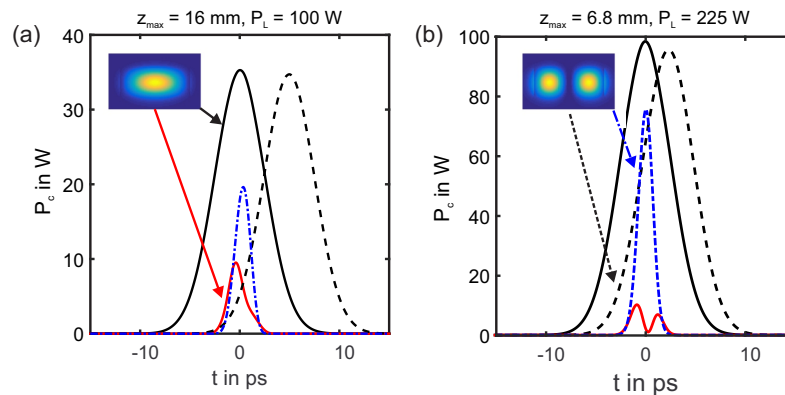 z_max = 16 mm, P_L = 100 W
(a)
40
30
20
10
0
P_c in W
-10
0
10
t in ps
z_max = 6.8 mm, P_L = 225 W
(b)
100
80
60
40
20
0
P_c in W
-10
0
10
t in ps